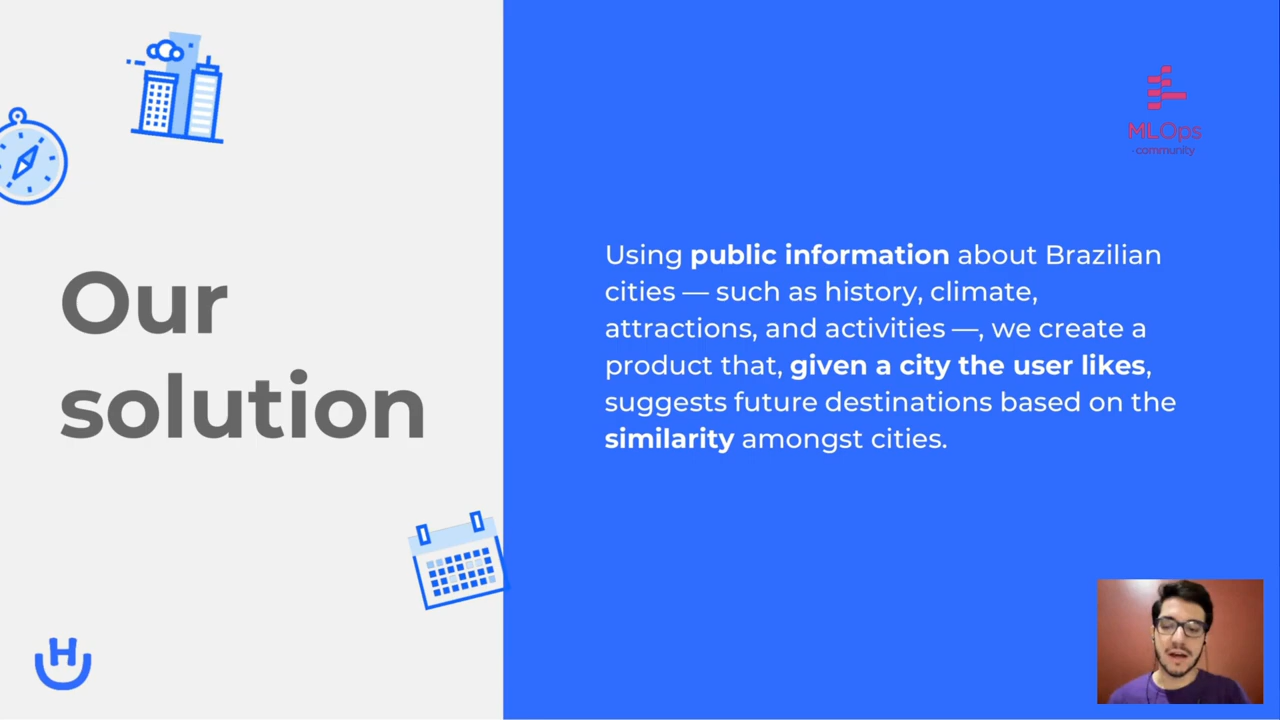 MLOps
community
Our
solution
Using public information about Brazilian
cities — such as history, climate,
attractions, and activities —, we create a
product that, given a city the user likes,
suggests future destinations based on the
similarity amongst cities.
H